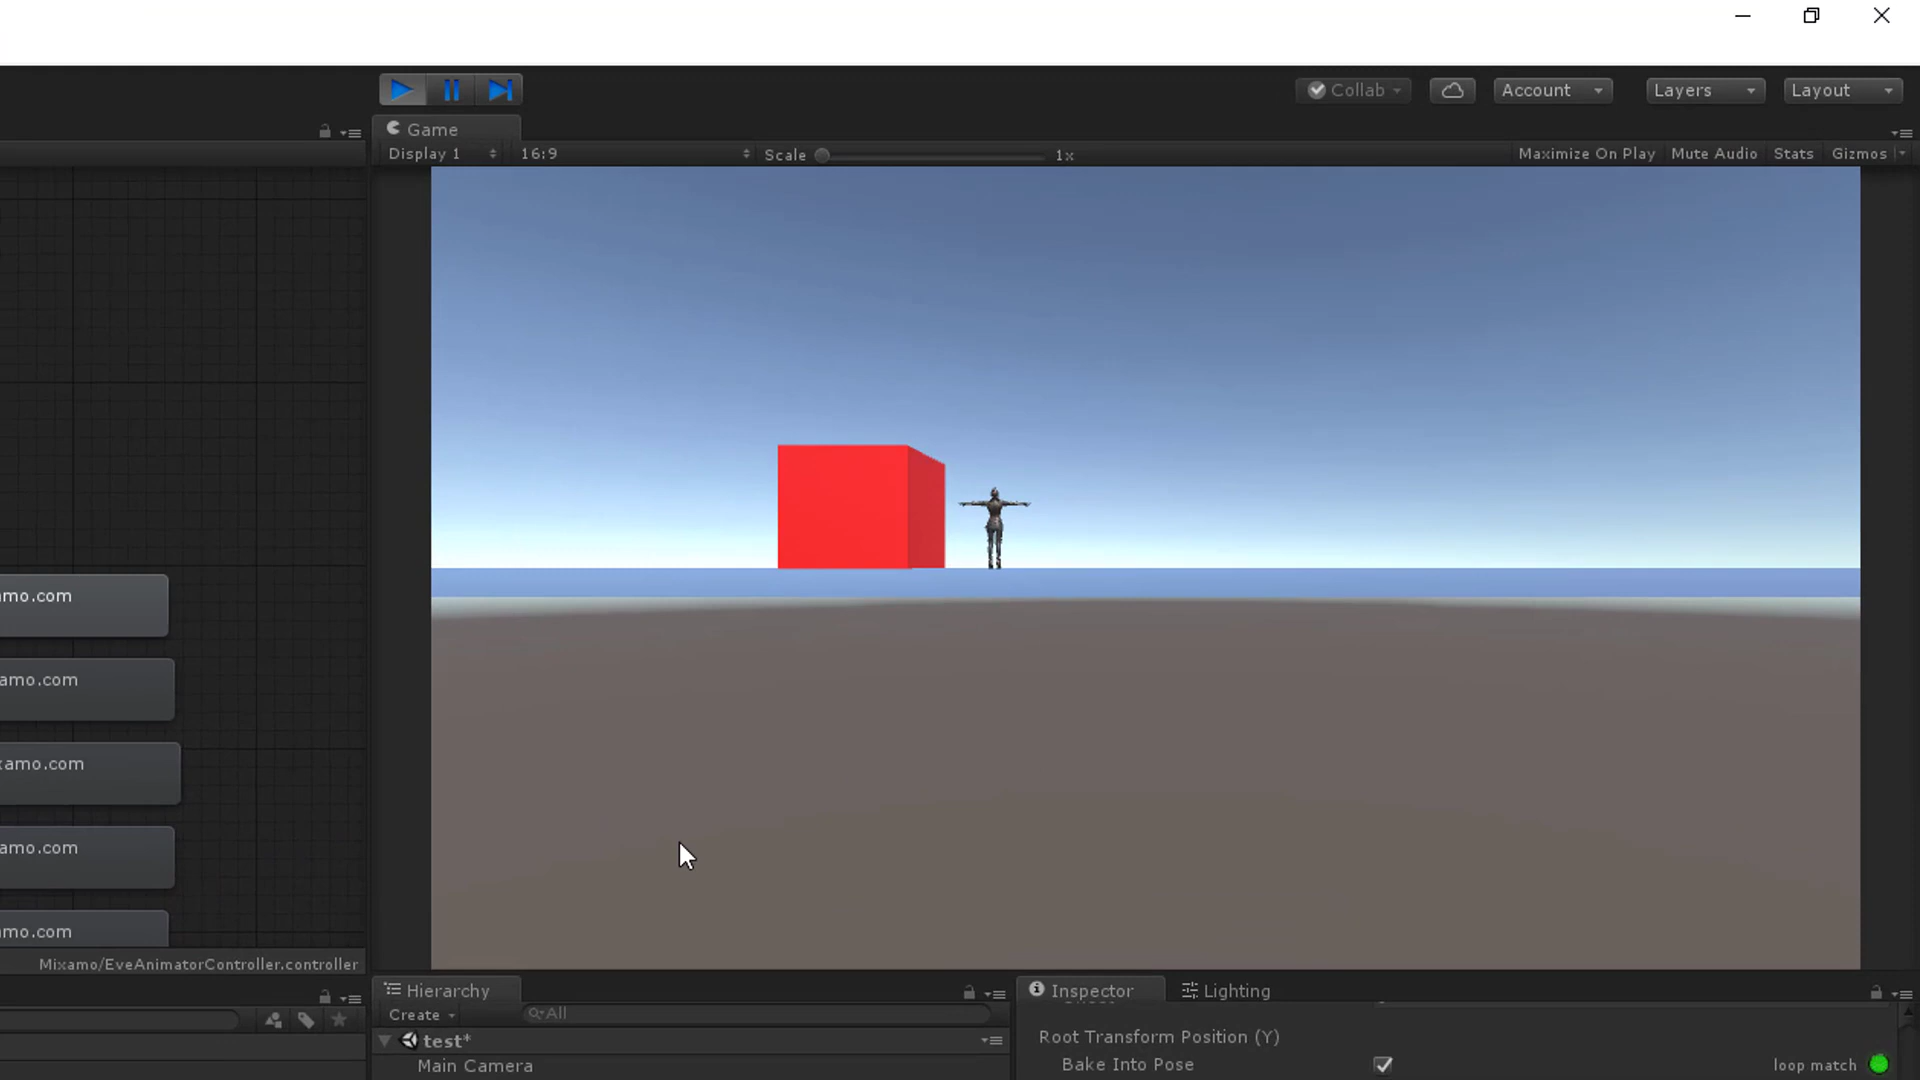 Collab
Account
Layers
Layout
Game
Display 1
16:9
Scale
1x
Maximize On Play
Mute Audio
Stats
Gizmos
mo.com
amo.com
xamo.com
amo.com
mo.com
Mixamo/EveAnimatorController.controller
Hierarchy
Create
All
test*
Main Camera
Inspector
Lighting
Root Transform Position (Y)
Bake Into Pose
loop match